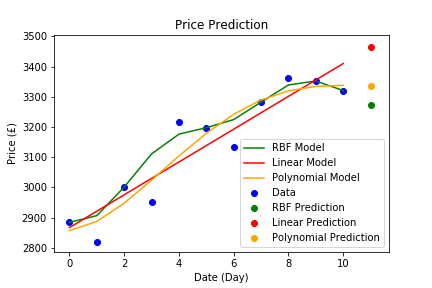 Price Prediction
3500
3400
3300
3200
3100
3000
2900
2800
Price (£)
0
2
4
6
8
10
Date (Day)
RBF Model
Linear Model
Polynomial Model
Data
RBF Prediction
Linear Prediction
Polynomial Prediction